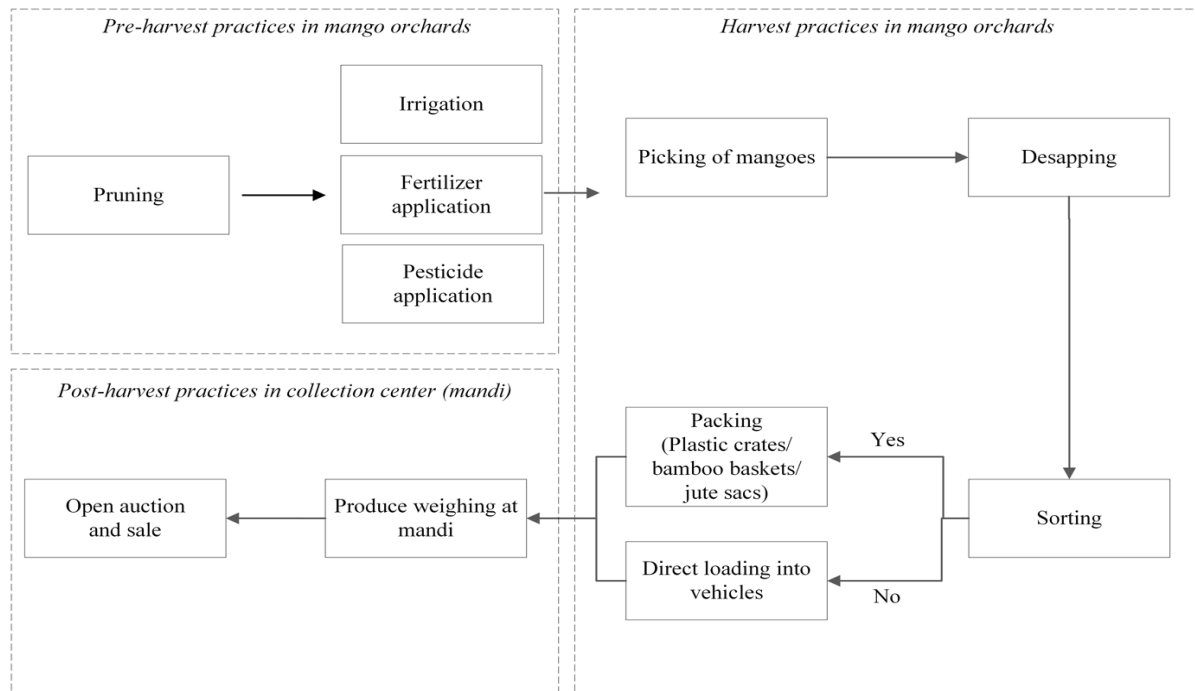 Pre-harvest practices in mango orchards
Irrigation
Pruning
Fertilizer
application
Pesticide
application
Harvest practices in mango orchards
Picking of mangoes
Desapping
Sorting
Yes
No
Packing
(Plastic crates/
bamboo baskets/
jute sacs)
Direct loading into
vehicles
Post-harvest practices in collection center (mandi)
Produce weighing at
mandi
Open auction
and sale